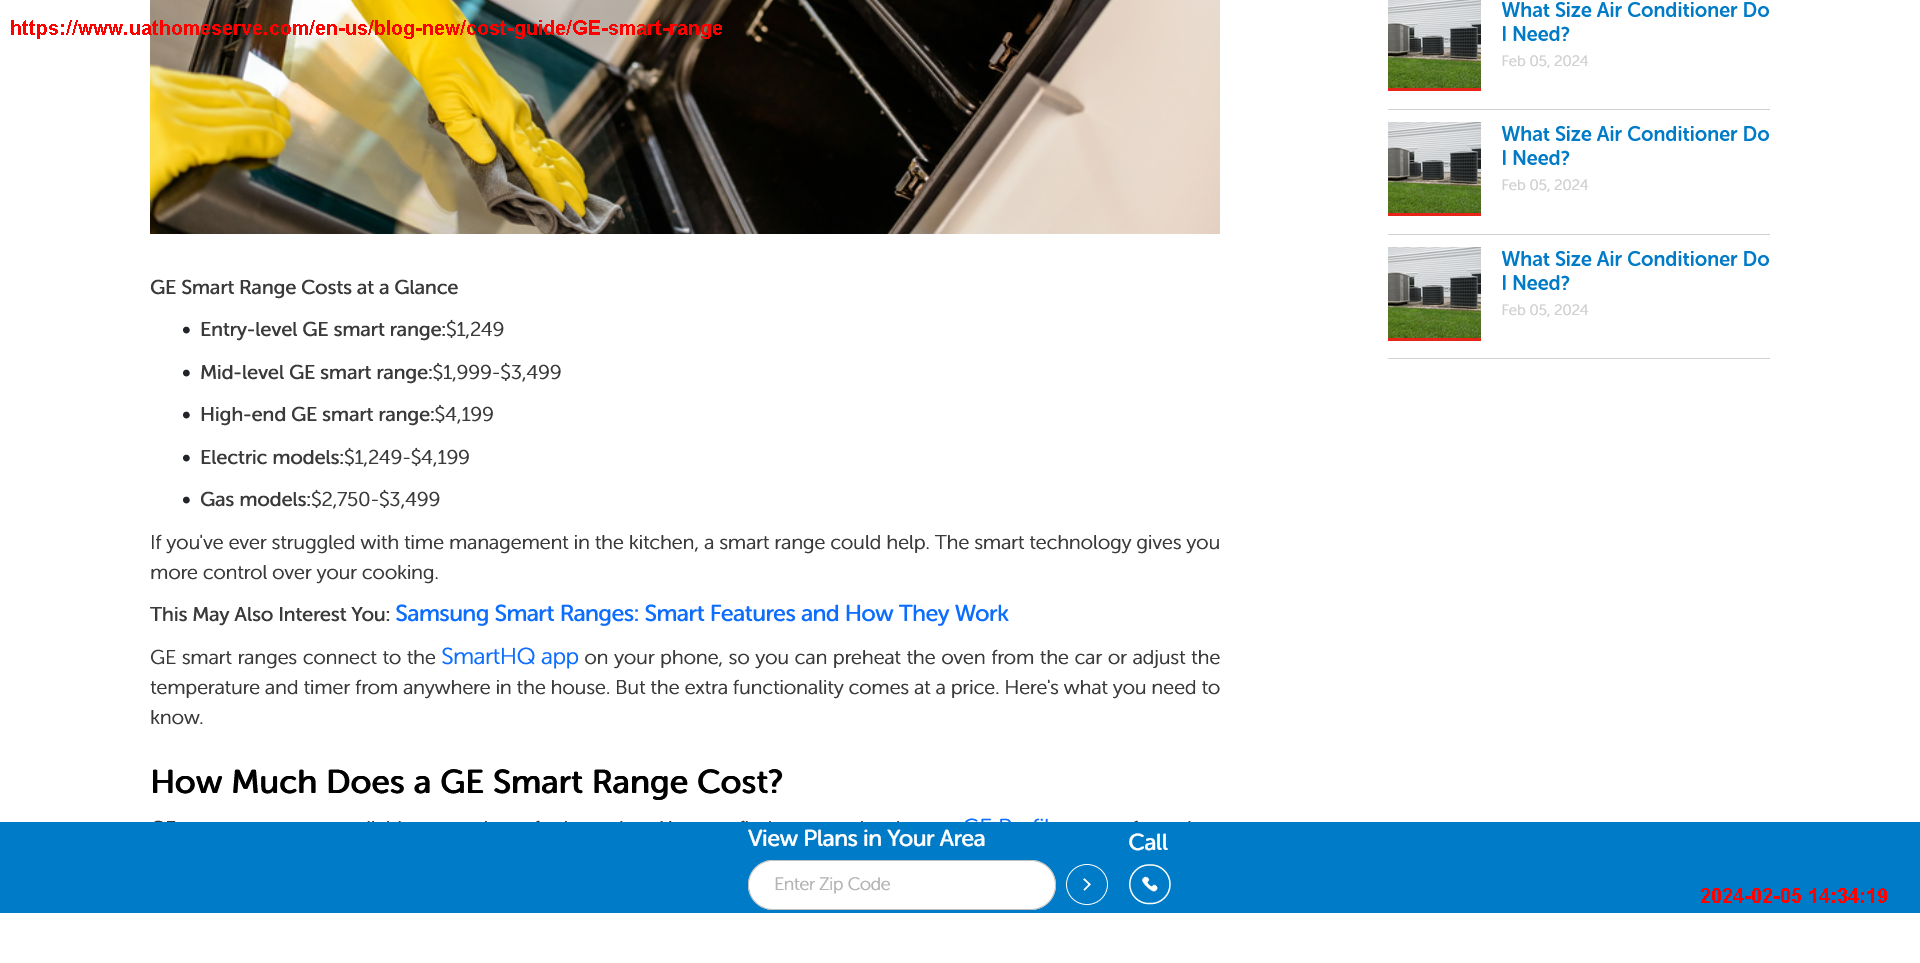 https://www.uathomeserve.com/en-us/blog-new/cost-guide/GE-smart-range
What Size Air Conditioner Do
I Need?
Feb 05, 2024
What Size Air Conditioner Do
I Need?
Feb 05, 2024
What Size Air Conditioner Do
I Need?
Feb 05, 2024
GE Smart Range Costs at a Glance
• Entry-level GE smart range:$1,249
• Mid-level GE smart range:$1,999-$3,499
• High-end GE smart range:$4,199
• Electric models:$1,249-$4,199
• Gas models:$2,750-$3,499
If you've ever struggled with time management in the kitchen, a smart range could help. The smart technology gives you
more control over your cooking.
This May Also Interest You: Samsung Smart Ranges: Smart Features and How They Work
GE smart ranges connect to the SmartHQ app on your phone, so you can preheat the oven from the car or adjust the
temperature and timer from anywhere in the house. But the extra functionality comes at a price. Here's what you need to
know.
How Much Does a GE Smart Range Cost?
View Plans in Your Area
Call
Enter Zip Code
2024-02-05 14:34:19